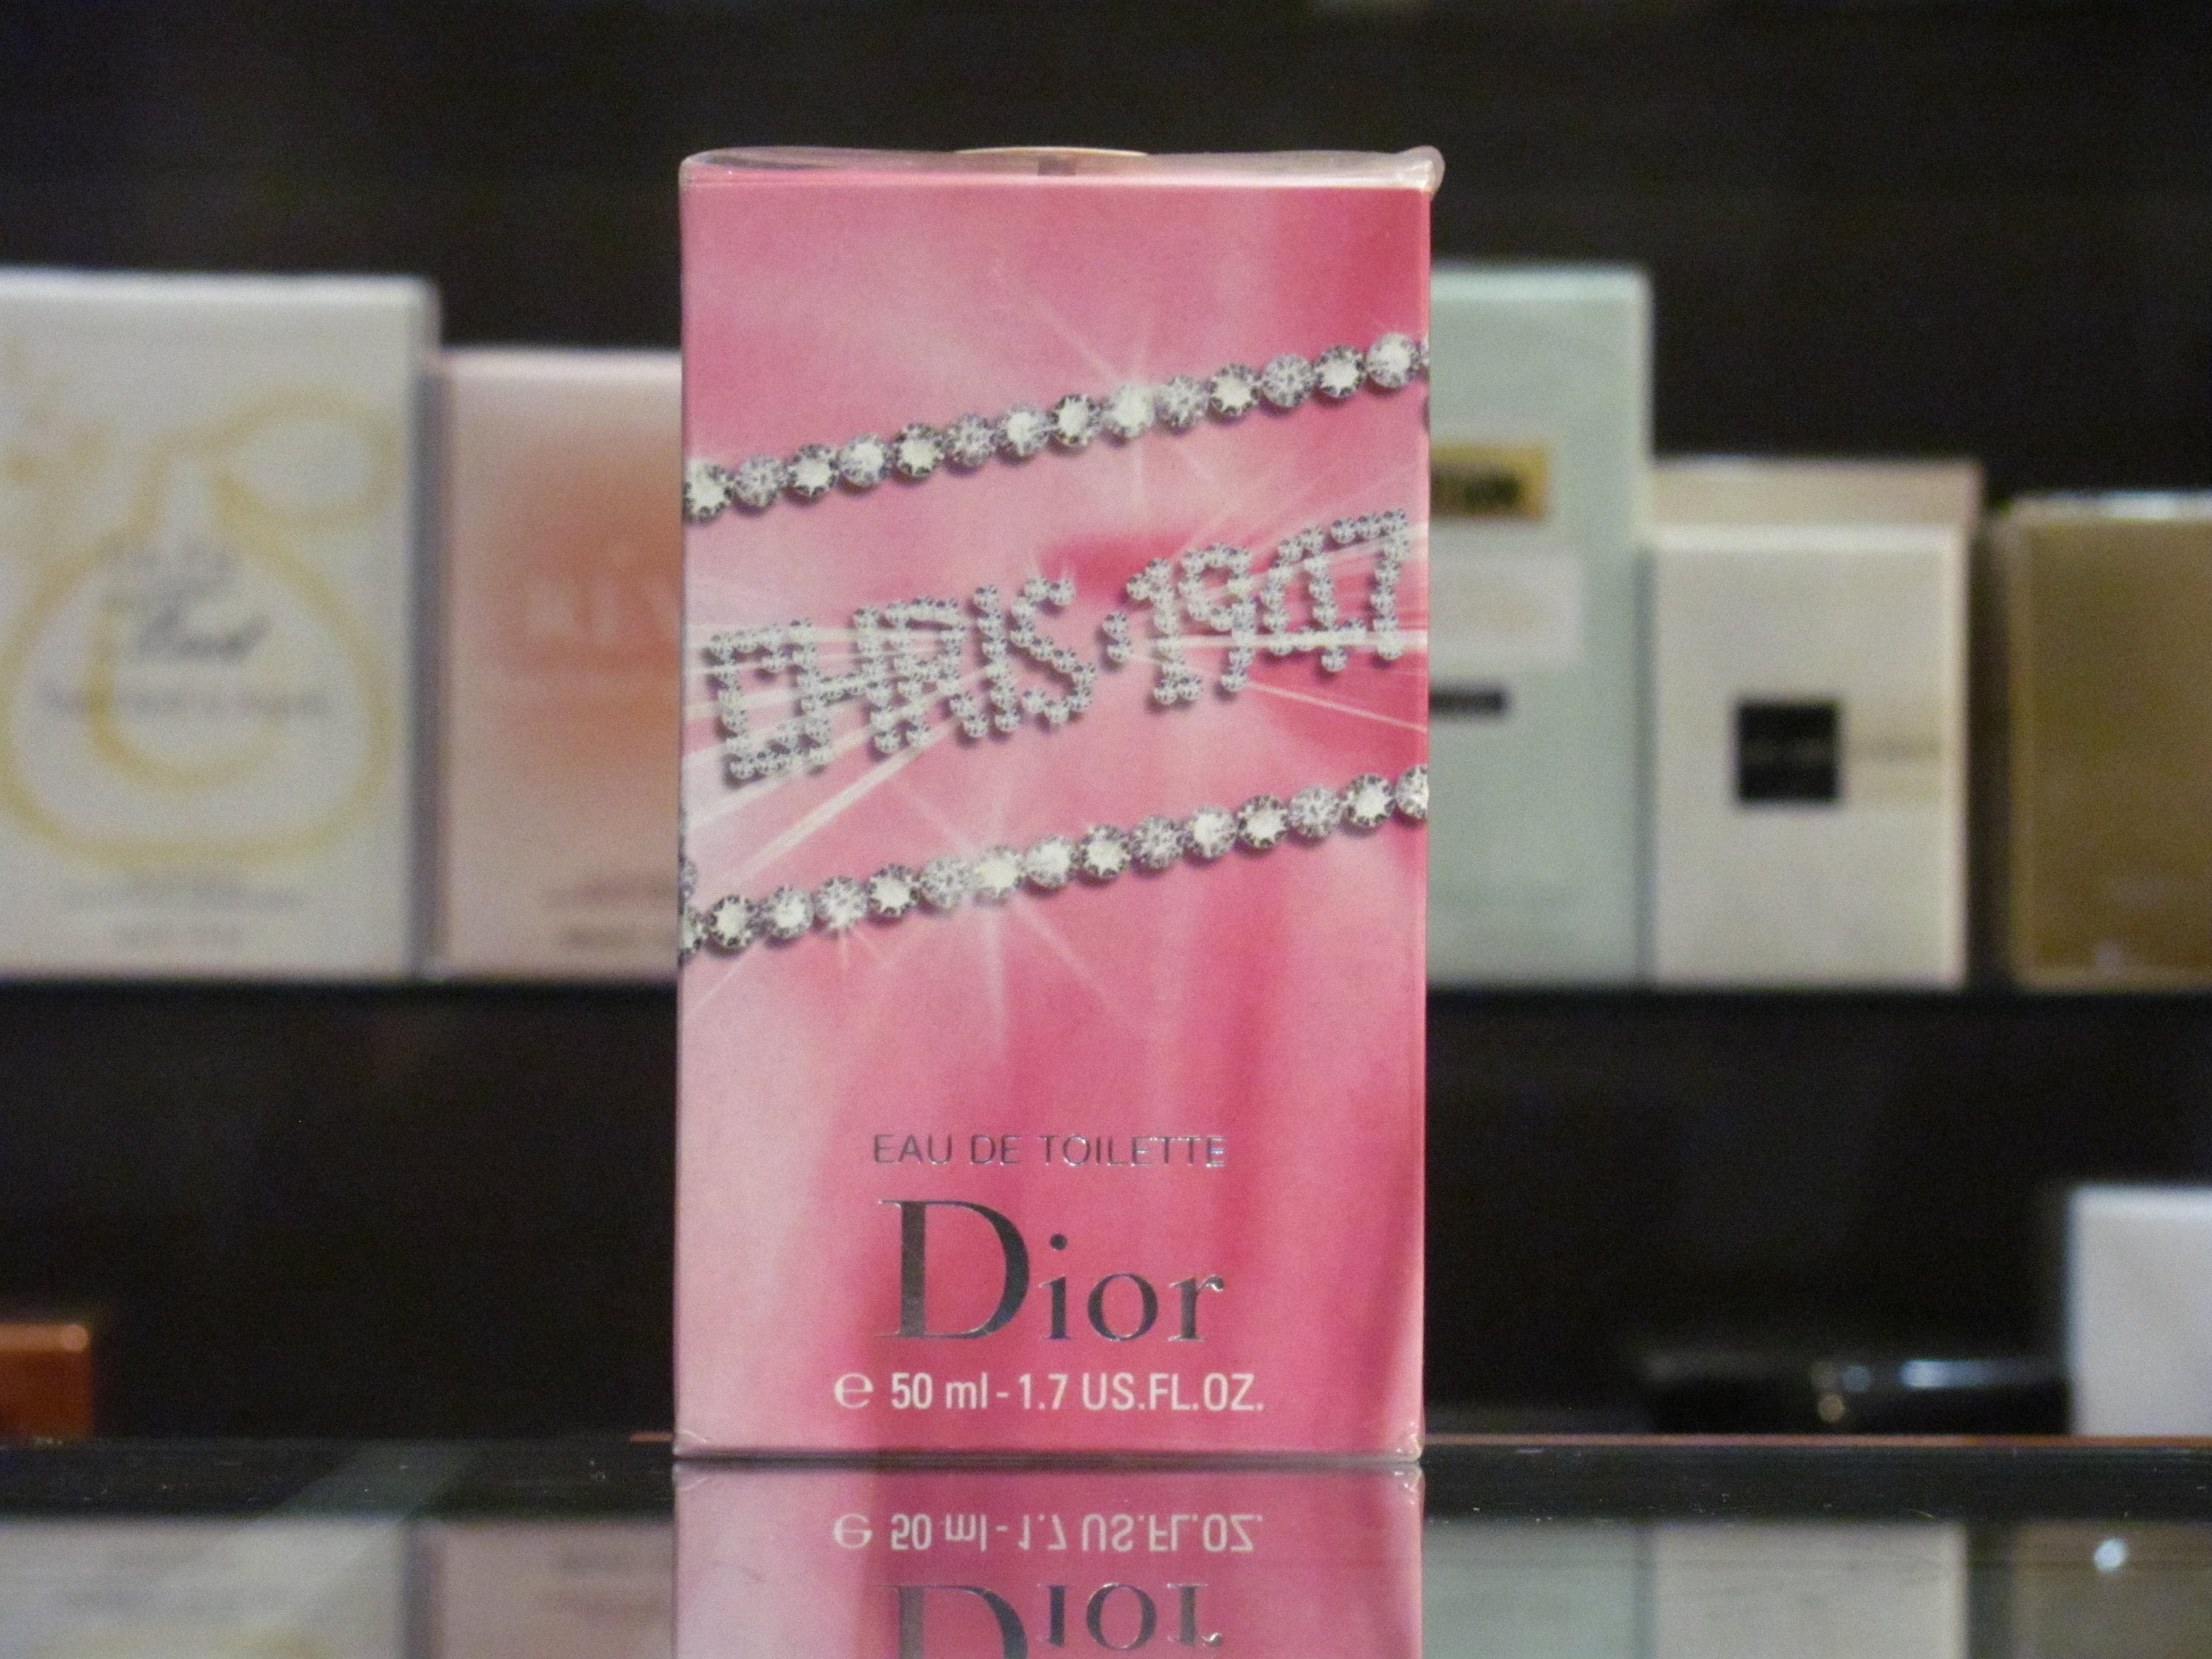 CHRIS·1947
EAU DE TOILETTE
Dior
℮ 50 ml - 1.7 US.FL.OZ.